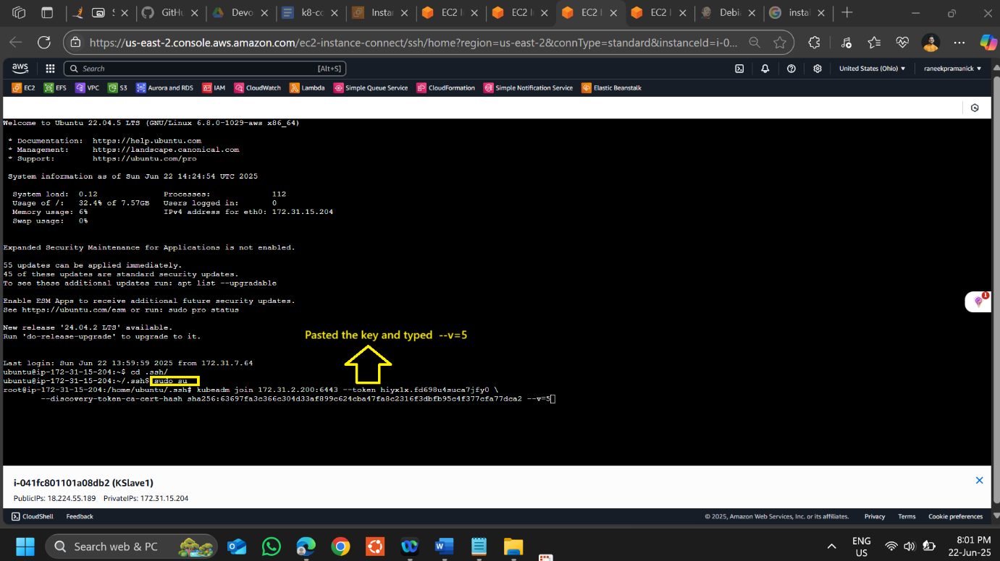 GitHu
Devo
k8-cc
Instar
EC2 I
EC2 I
EC2 I
EC2 I
Debia
instal
https://us-east-2.console.aws.amazon.com/ec2-instance-connect/ssh/home?region=us-east-2&connType=standard&instanceId=i-0...
aws
Search [Alt+S]
United States (Ohio)
raneekpramanick
EC2 EFS VPC S3 Aurora and RDS IAM CloudWatch Lambda Simple Queue Service CloudFormation Simple Notification Service Elastic Beanstalk
Welcome to Ubuntu 22.04.5 LTS (GNU/Linux 6.8.0-1029-aws x86_64)
* Documentation: https://help.ubuntu.com
* Management: https://landscape.canonical.com
* Support: https://ubuntu.com/pro
System information as of Sun Jun 22 14:24:54 UTC 2025
System load: 0.12 Processes: 112
Usage of /: 32.4% of 7.57GB Users logged in: 0
Memory usage: 6% IPv4 address for eth0: 172.31.15.204
Swap usage: 0%
Expanded Security Maintenance for Applications is not enabled.
55 updates can be applied immediately.
45 of these updates are standard security updates.
To see these additional updates run: apt list --upgradable
Enable ESM Apps to receive additional future security updates.
See https://ubuntu.com/esm or run: sudo pro status
1
New release '24.04.2 LTS' available.
Run 'do-release-upgrade' to upgrade to it.
Pasted the key and typed --v=5
Last login: Sun Jun 22 13:59:59 2025 from 172.31.7.64
ubuntu@ip-172-31-15-204:~$ cd .ssh/
ubuntu@ip-172-31-15-204:~/.ssh$ sudo su
root@ip-172-31-15-204:/home/ubuntu/.ssh# kubeadm join 172.31.2.200:6443 --token hiyx1x.fd698u4suca7jfy0 \
--discovery-token-ca-cert-hash sha256:63697fa3c366c304d33af899c624cba47fa8c2316f3dbfb95c4f377cfa77dca2 --v=5
i-041fc801101a08db2 (KSlave1)
PublicIPs: 18.224.55.189 PrivateIPs: 172.31.15.204
CloudShell Feedback
© 2025, Amazon Web Services, Inc. or its affiliates. Privacy Terms Cookie preferences
Search web & PC
ENG
US
8:01 PM
22-Jun-25